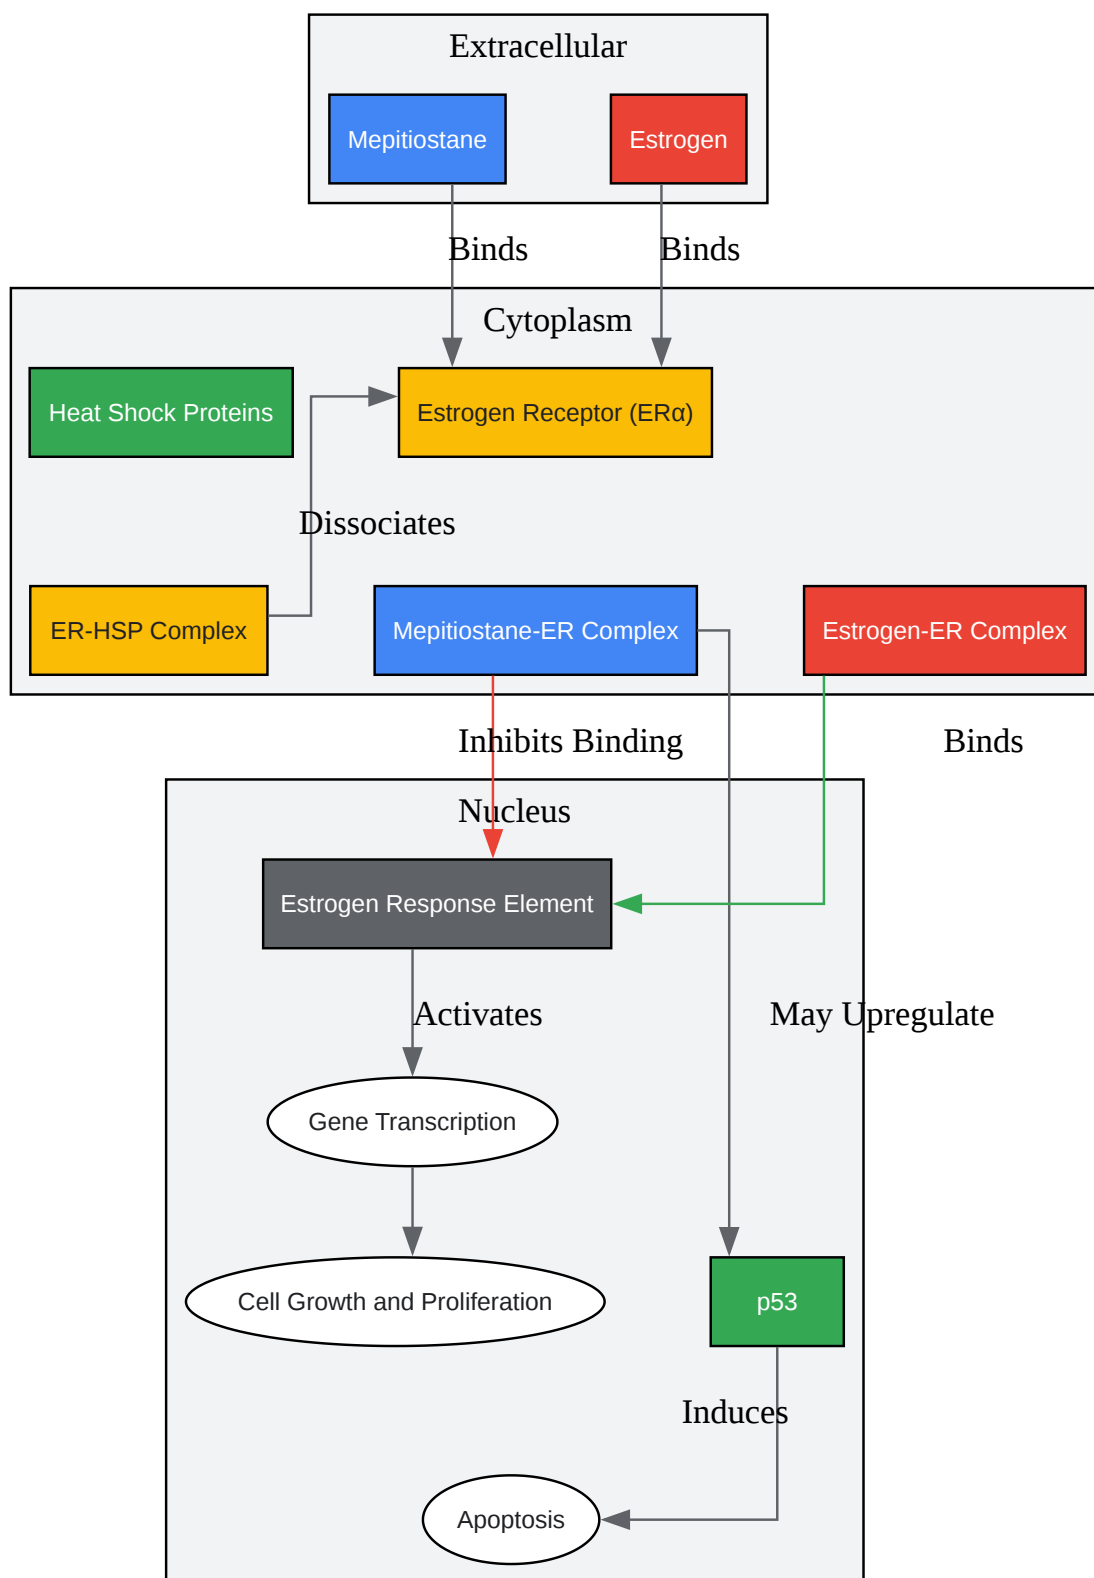 Extracellular
Mepitiostane
Estrogen
Binds
Binds
Cytoplasm
Heat Shock Proteins
Estrogen Receptor (ERα)
Dissociates
ER-HSP Complex
Mepitiostane-ER Complex
Estrogen-ER Complex
Inhibits Binding
Binds
Nucleus
Estrogen Response Element
Activates
May Upregulate
Gene Transcription
Cell Growth and Proliferation
p53
Induces
Apoptosis